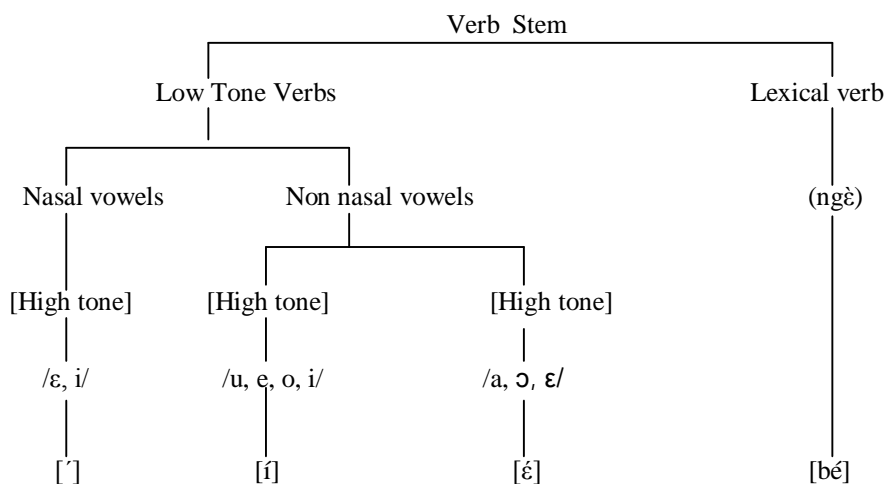 Verb Stem
Low Tone Verbs Lexical verb
Nasal vowels Non nasal vowels (ngɛ̀)
[High tone] [High tone] [High tone]
/ɛ, i/ /u, e, o, i/ /a, ɔ, ɛ/
[´] [í] [ɛ́] [bé]